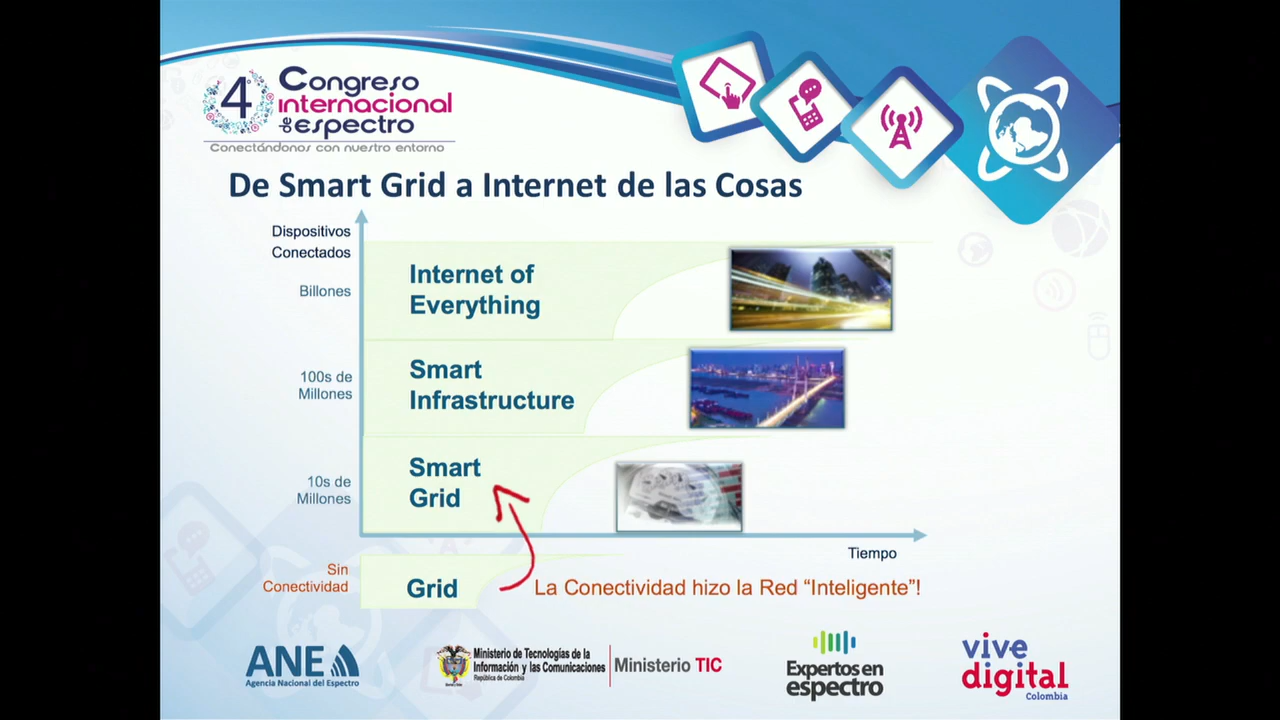 4
Congreso
internacional
de espectro
Conectándonos con nuestro entorno
De Smart Grid a Internet de las Cosas
Dispositivos
Conectados
Billones
Internet of
Everything
100s de
Millones
Smart
Infrastructure
10s de
Millones
Smart
Grid
Tiempo
Sin
Conectividad
Grid
La Conectividad hizo la Red “Inteligente”!
ANE
Agencia Nacional del Espectro
Ministerio de Tecnologías de la
Información y las Comunicaciones
República de Colombia
Ministerio TIC
Expertos en
espectro
vive
digital
Colombia